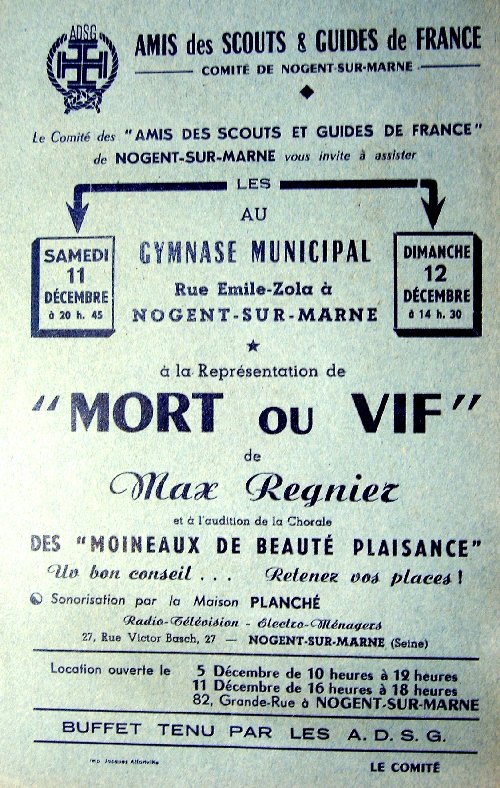 ADSG
AMIS des SCOUTS & GUIDES de FRANCE
COMITÉ DE NOGENT-SUR-MARNE
Le Comité des "AMIS DES SCOUTS ET GUIDES DE FRANCE"
de NOGENT-SUR-MARNE vous invite à assister
LES
SAMEDI
11
DÉCEMBRE
à 20 h. 45
AU
GYMNASE MUNICIPAL
Rue Emile-Zola à
NOGENT-SUR-MARNE
DIMANCHE
12
DÉCEMBRE
à 14 h. 30
à la Représentation de
"MORT OU VIF"
de
Max Regnier
et à l'audition de la Chorale
DES "MOINEAUX DE BEAUTÉ PLAISANCE"
Un bon conseil . . . Retenez vos places !
Sonorisation par la Maison PLANCHÉ
Radio-Télévision - Electro-Ménagers
27, Rue Victor Basch, 27 — NOGENT-SUR-MARNE (Seine)
Location ouverte le 5 Décembre de 10 heures à 12 heures
11 Décembre de 16 heures à 18 heures
82, Grande-Rue à NOGENT-SUR-MARNE
BUFFET TENU PAR LES A. D. S. G.
Imp. Jacques Alfortville
LE COMITÉ